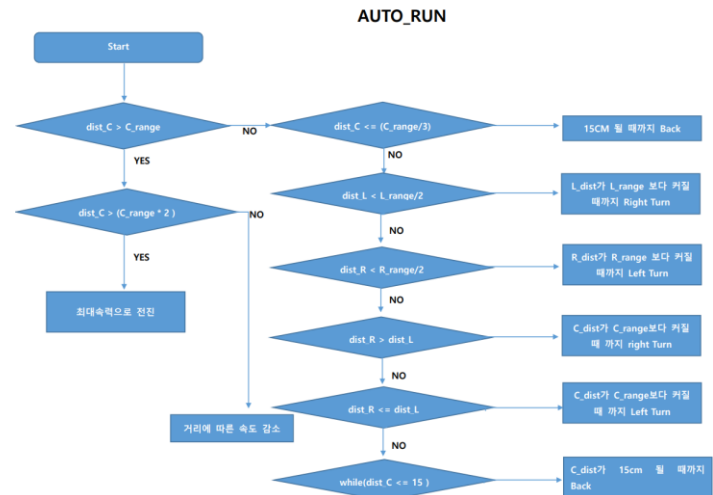 AUTO_RUN
Start
dist_C > C_range
NO
dist_C <= (C_range/3)
15CM 될 때까지 Back
YES
NO
dist_L < L_range/2
L_dist가 L_range 보다 커질
때까지 Right Turn
dist_C > (C_range * 2 )
NO
NO
dist_R < R_range/2
R_dist가 R_range 보다 커질
때까지 Left Turn
YES
NO
최대속력으로 전진
dist_R > dist_L
C_dist가 C_range보다 커질
때 까지 right Turn
NO
dist_R <= dist_L
C_dist가 C_range보다 커질
때 까지 Left Turn
거리에 따른 속도 감소
NO
while(dist_C <= 15 )
C_dist가 15cm 될 때까지
Back